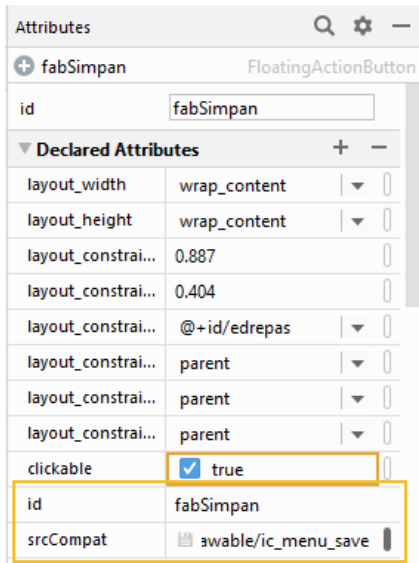 Attributes
fabSimpan FloatingActionButton
id fabSimpan
Declared Attributes
layout_width wrap_content
layout_height wrap_content
layout_constrai... 0.887
layout_constrai... 0.404
layout_constrai... @+id/edrepas
layout_constrai... parent
layout_constrai... parent
layout_constrai... parent
clickable true
id fabSimpan
srcCompat awable/ic_menu_save